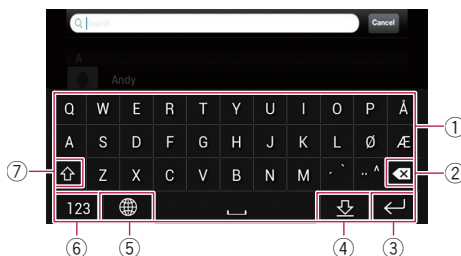 Search
Cancel
A
Andy
Q W E R T Y U I O P Å
A S D F G H J K L Ø Æ
Z X C V B N M ´ ` ¨ ^
123
①
②
③
④
⑤
⑥
⑦